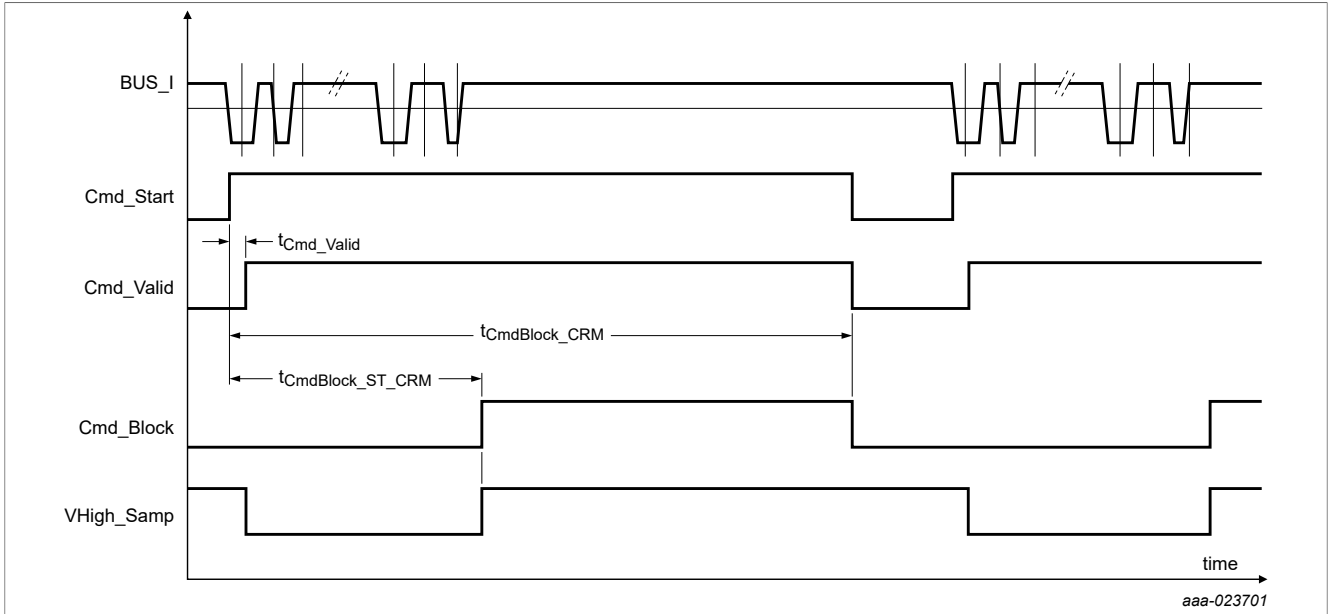 BUS_I
Cmd_Start
tCmd_Valid
Cmd_Valid
tCmdBlock_CRM
tCmdBlock_ST_CRM
Cmd_Block
VHigh_Samp
time
aaa-023701